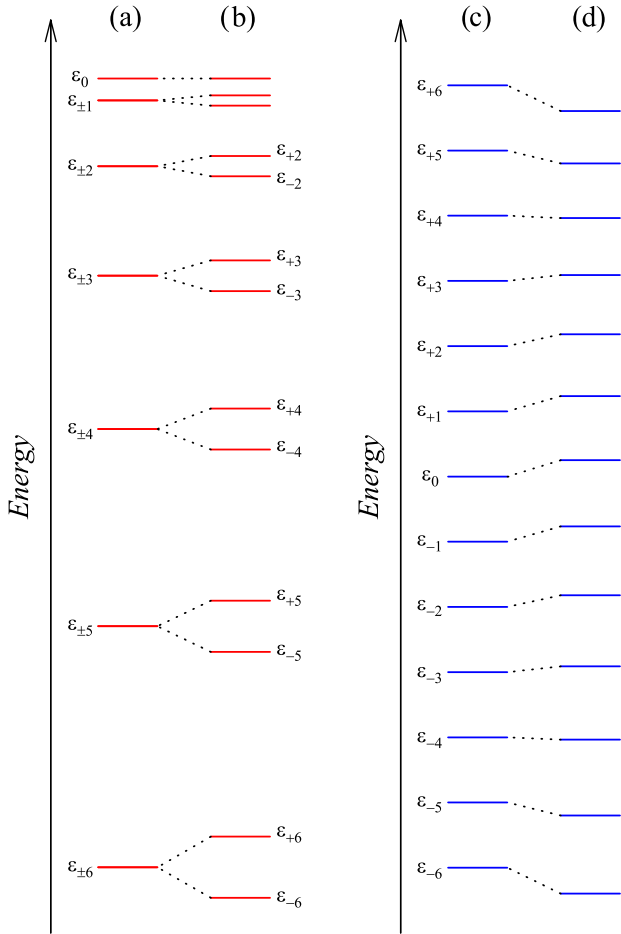 (a) (b) (c) (d)
ε₀
ε±₁
ε±₂
ε₊₂
ε₋₂
ε±₃
ε₊₃
ε₋₃
ε±₄
ε₊₄
ε₋₄
ε±₅
ε₊₅
ε₋₅
ε±₆
ε₊₆
ε₋₆
Energy
ε₊₆
ε₊₅
ε₊₄
ε₊₃
ε₊₂
ε₊₁
ε₀
ε₋₁
ε₋₂
ε₋₃
ε₋₄
ε₋₅
ε₋₆
Energy